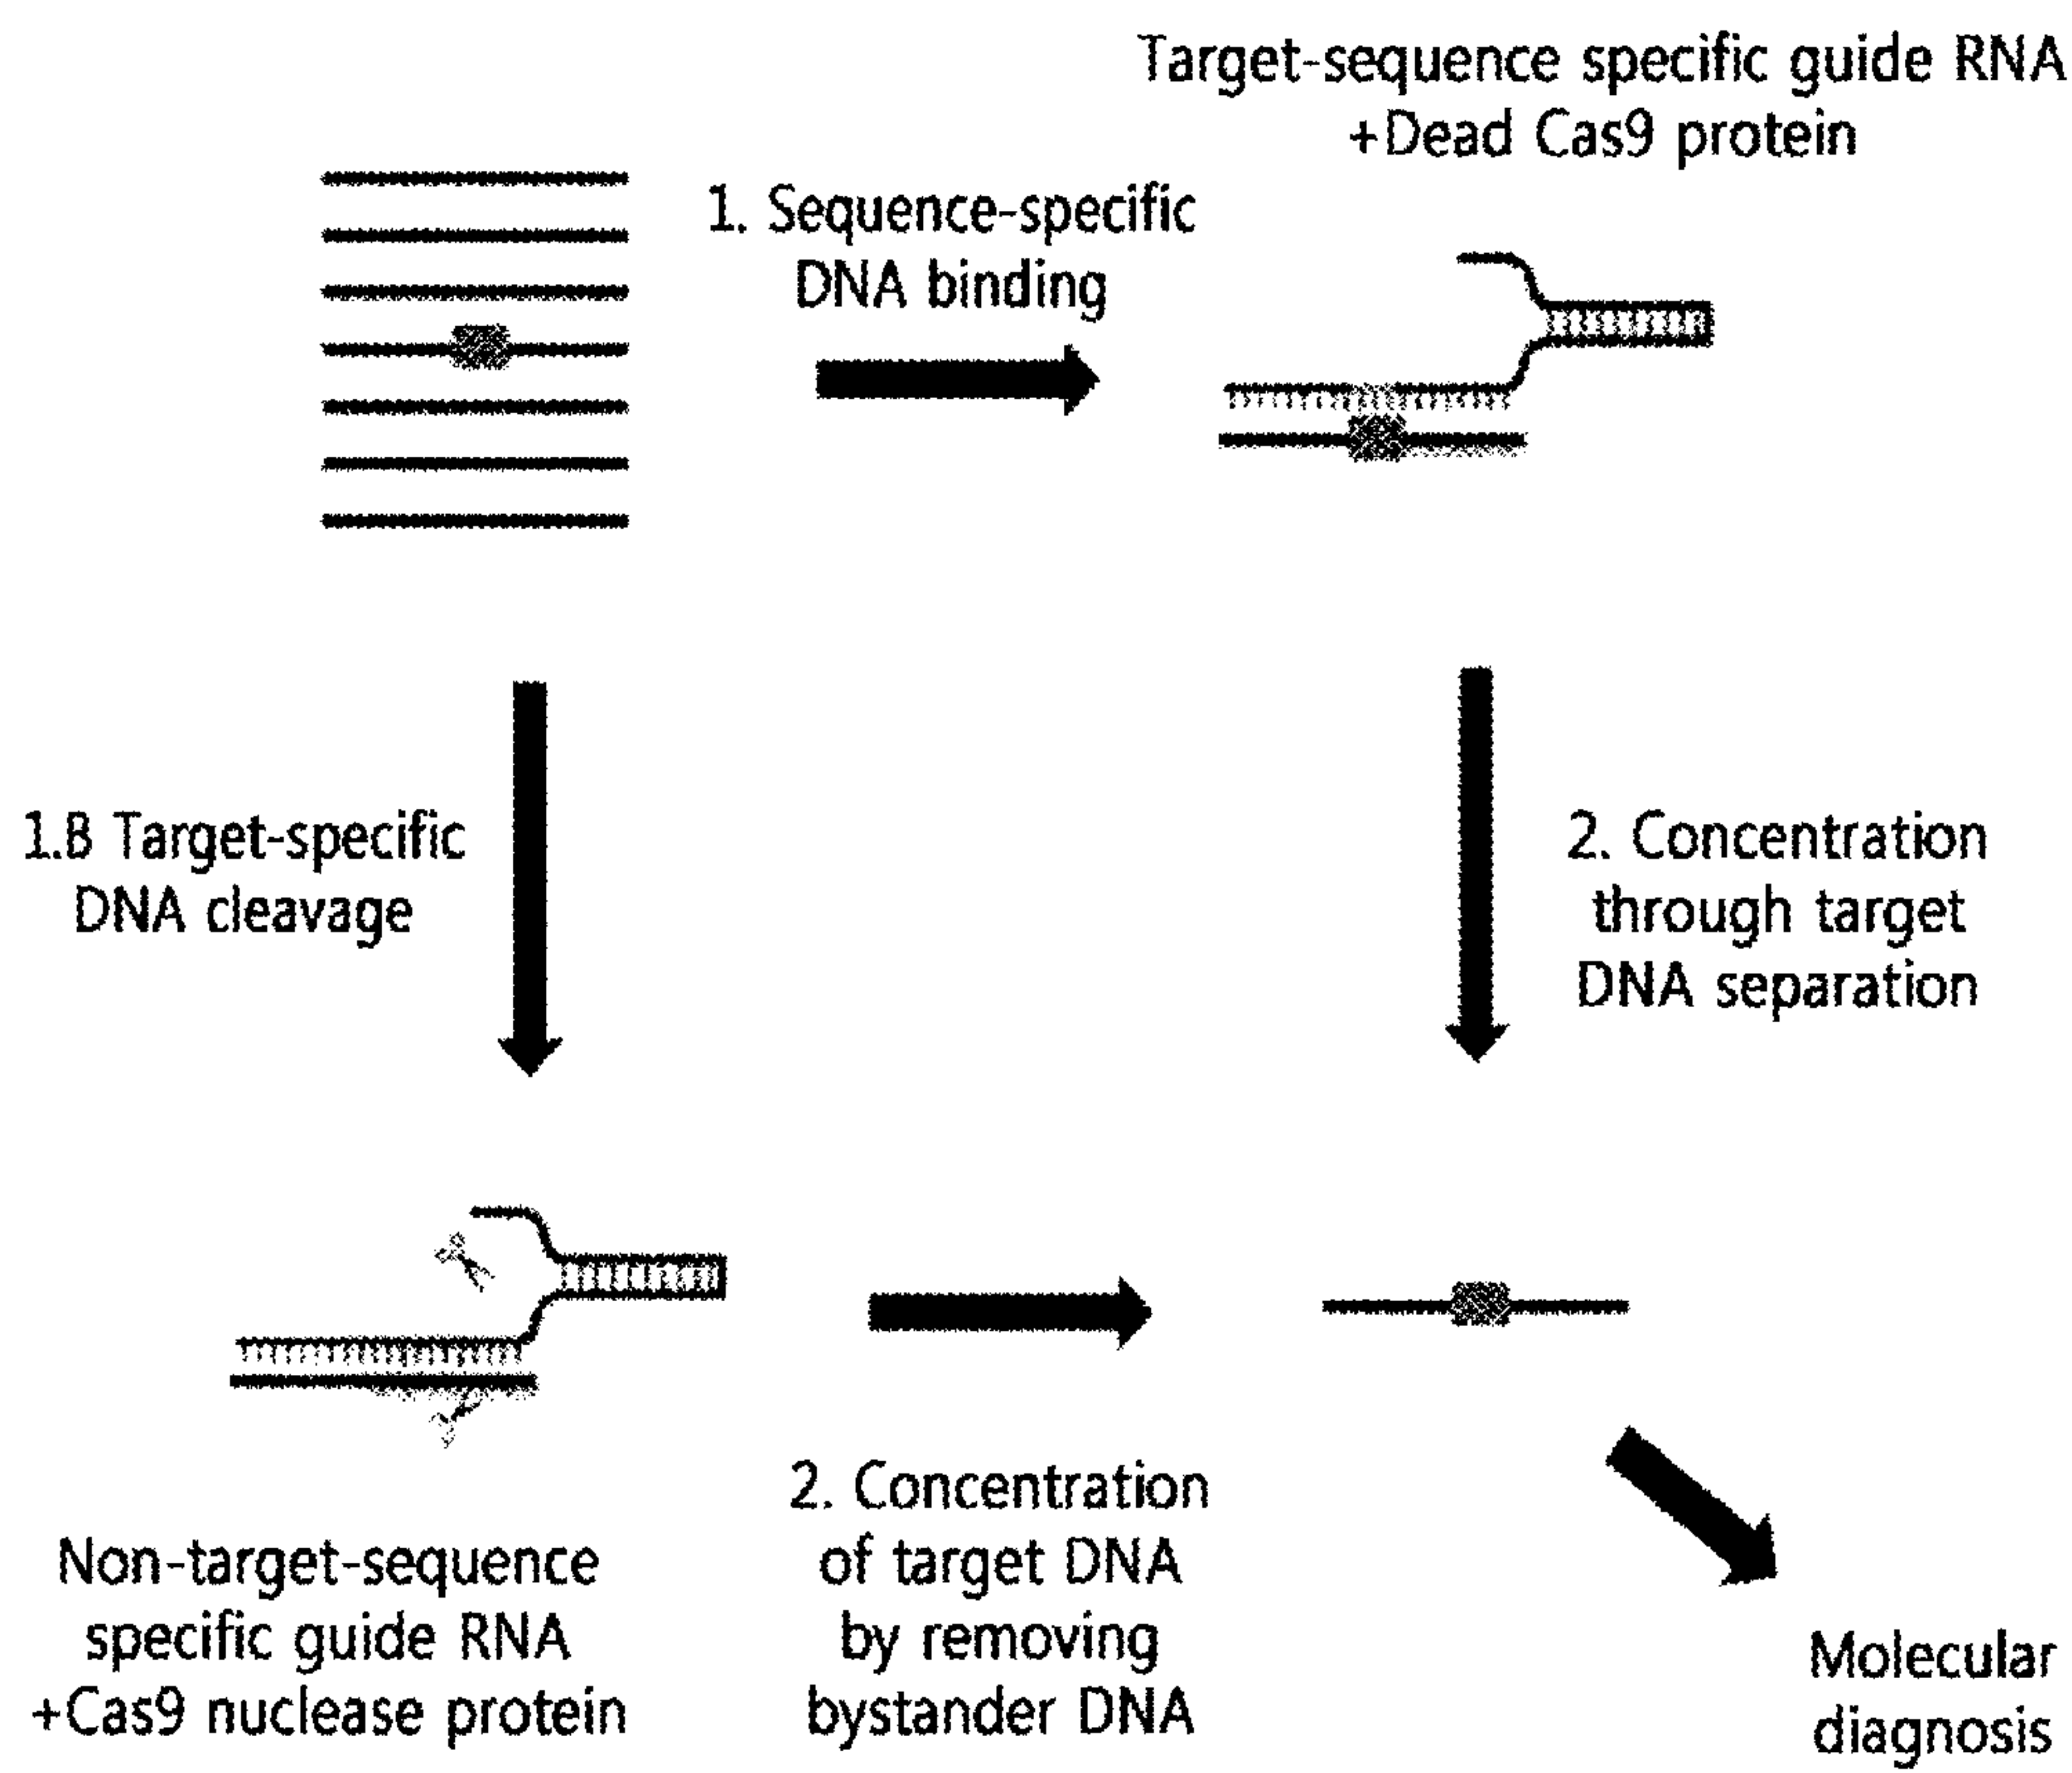 Target-sequence specific guide RNA
+Dead Cas9 protein
1. Sequence-specific
DNA binding
1.B Target-specific
DNA cleavage
2. Concentration
through target
DNA separation
Non-target-sequence
specific guide RNA
+Cas9 nuclease protein
2. Concentration
of target DNA
by removing
bystander DNA
Molecular
diagnosis